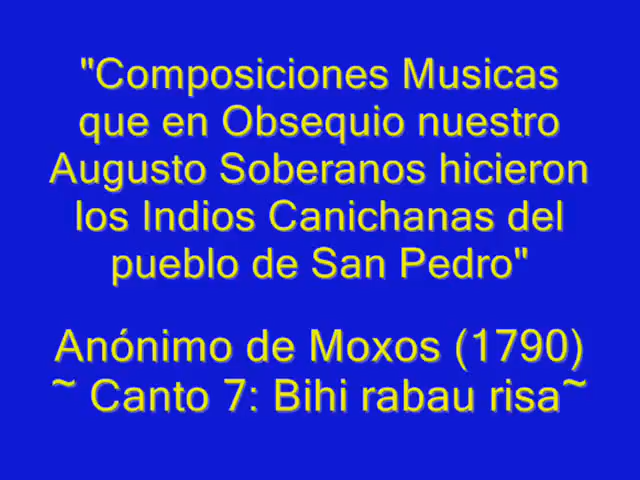 "Composiciones Musicas
que en Obsequio nuestro
Augusto Soberanos hicieron
los Indios Canichanas del
pueblo de San Pedro"
Anónimo de Moxos (1790)
~ Canto 7: Bihi rabau risa~